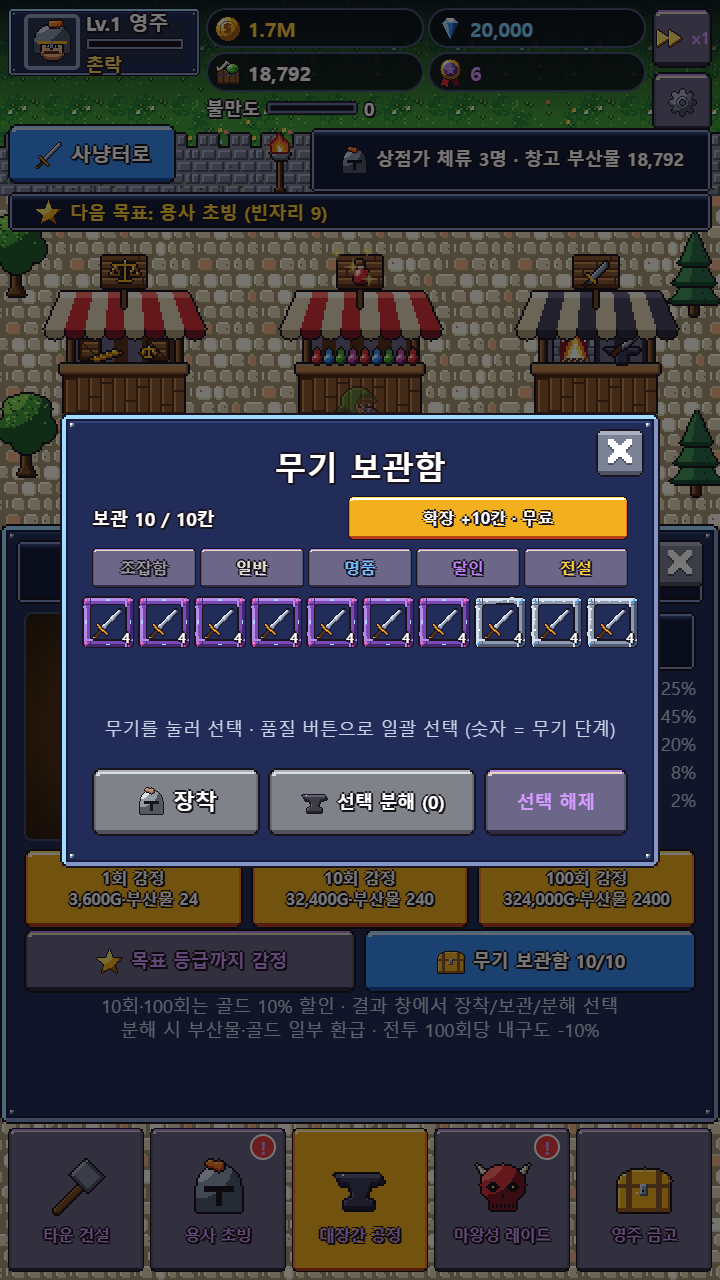 Lv.1 영주
촌락
1.7M
20,000
x1
18,792
6
불만도
0
사냥터로
상점가 체류 3명 · 창고 부산물 18,792
다음 목표: 용사 초빙 (빈자리 9)
무기 보관함
보관 10 / 10칸
확장 +10칸 · 무료
조잡함
일반
명품
달인
전설
4 4 4 4 4 4 4 4 4 4
25%
45%
20%
8%
2%
무기를 눌러 선택 · 품질 버튼으로 일괄 선택 (숫자 = 무기 단계)
장착
선택 분해 (0)
선택 해제
1회 감정
3,600G·부산물 24
10회 감정
32,400G·부산물 240
100회 감정
324,000G·부산물 2400
목표 등급까지 감정
무기 보관함 10/10
10회·100회는 골드 10% 할인 · 결과 창에서 장착/보관/분해 선택
분해 시 부산물·골드 일부 환급 · 전투 100회당 내구도 -10%
타운 건설
용사 초빙
대장간 공정
마왕성 레이드
영주 금고